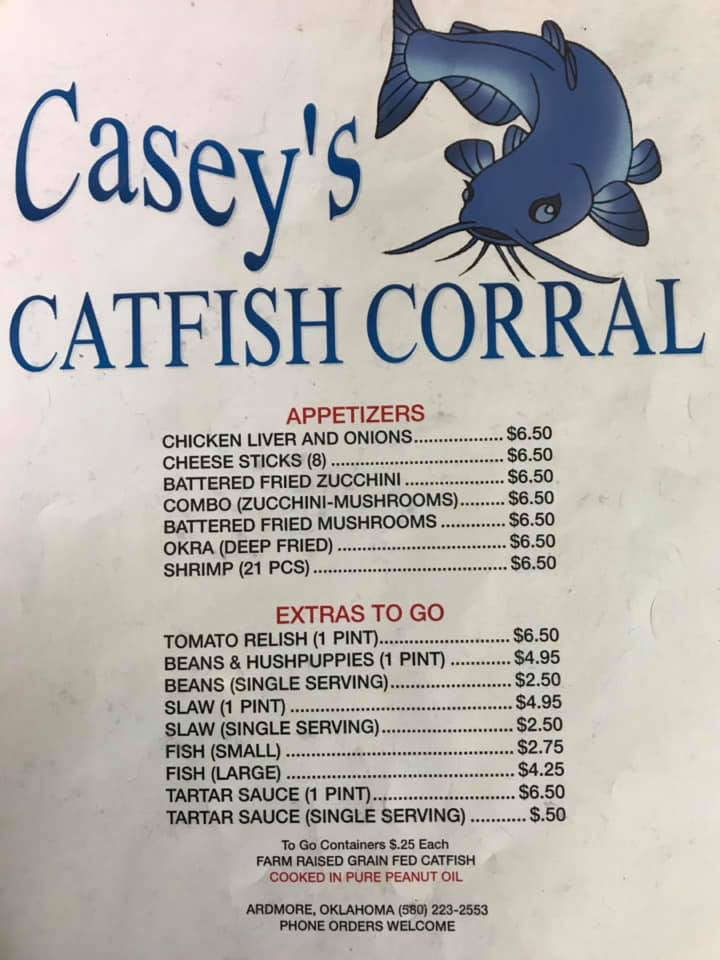 Casey's
CATFISH CORRAL
APPETIZERS
CHICKEN LIVER AND ONIONS.................. $6.50
CHEESE STICKS (8) ................................... $6.50
BATTERED FRIED ZUCCHINI .................... $6.50
COMBO (ZUCCHINI-MUSHROOMS).......... $6.50
BATTERED FRIED MUSHROOMS ............. $6.50
OKRA (DEEP FRIED) .................................. $6.50
SHRIMP (21 PCS) ....................................... $6.50
EXTRAS TO GO
TOMATO RELISH (1 PINT).......................... $6.50
BEANS & HUSHPUPPIES (1 PINT) ............ $4.95
BEANS (SINGLE SERVING)........................ $2.50
SLAW (1 PINT) ............................................. $4.95
SLAW (SINGLE SERVING).......................... $2.50
FISH (SMALL) .............................................. $2.75
FISH (LARGE) .............................................. $4.25
TARTAR SAUCE (1 PINT)............................. $6.50
TARTAR SAUCE (SINGLE SERVING) ........... $.50
To Go Containers $.25 Each
FARM RAISED GRAIN FED CATFISH
COOKED IN PURE PEANUT OIL
ARDMORE, OKLAHOMA (580) 223-2553
PHONE ORDERS WELCOME